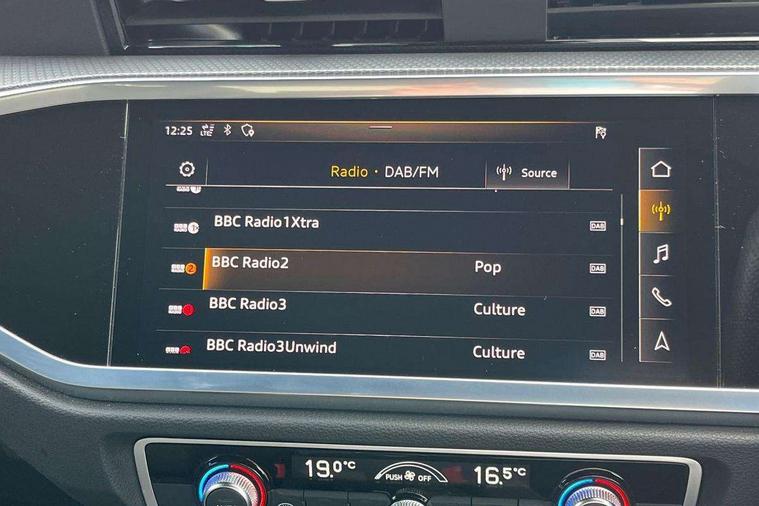 12:25 LTE
Radio • DAB/FM
Source
BBC Radio1Xtra DAB
BBC Radio2 Pop DAB
BBC Radio3 Culture DAB
BBC Radio3Unwind Culture DAB
19.0°C PUSH OFF 16.5°C